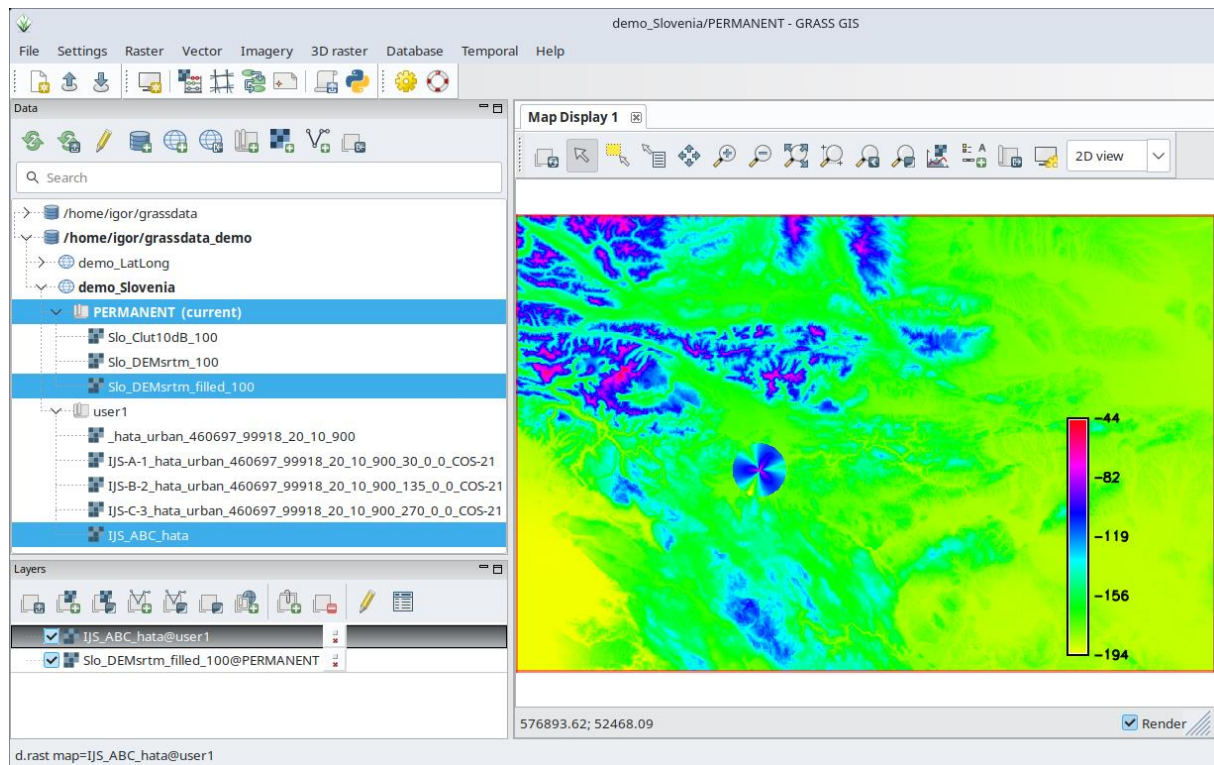 demo_Slovenia/PERMANENT - GRASS GIS
File Settings Raster Vector Imagery 3D raster Database Temporal Help
Data
Search
/home/igor/grassdata
/home/igor/grassdata_demo
demo_LatLong
demo_Slovenia
PERMANENT (current)
Slo_Clut10dB_100
Slo_DEMsrtm_100
Slo_DEMsrtm_filled_100
user1
_hata_urban_460697_99918_20_10_900
IJS-A-1_hata_urban_460697_99918_20_10_900_30_0_0_COS-21
IJS-B-2_hata_urban_460697_99918_20_10_900_135_0_0_COS-21
IJS-C-3_hata_urban_460697_99918_20_10_900_270_0_0_COS-21
IJS_ABC_hata
Layers
IJS_ABC_hata@user1
Slo_DEMsrtm_filled_100@PERMANENT
d.rast map=IJS_ABC_hata@user1
Map Display 1
2D view
-44
-82
-119
-156
-194
576893.62; 52468.09
Render